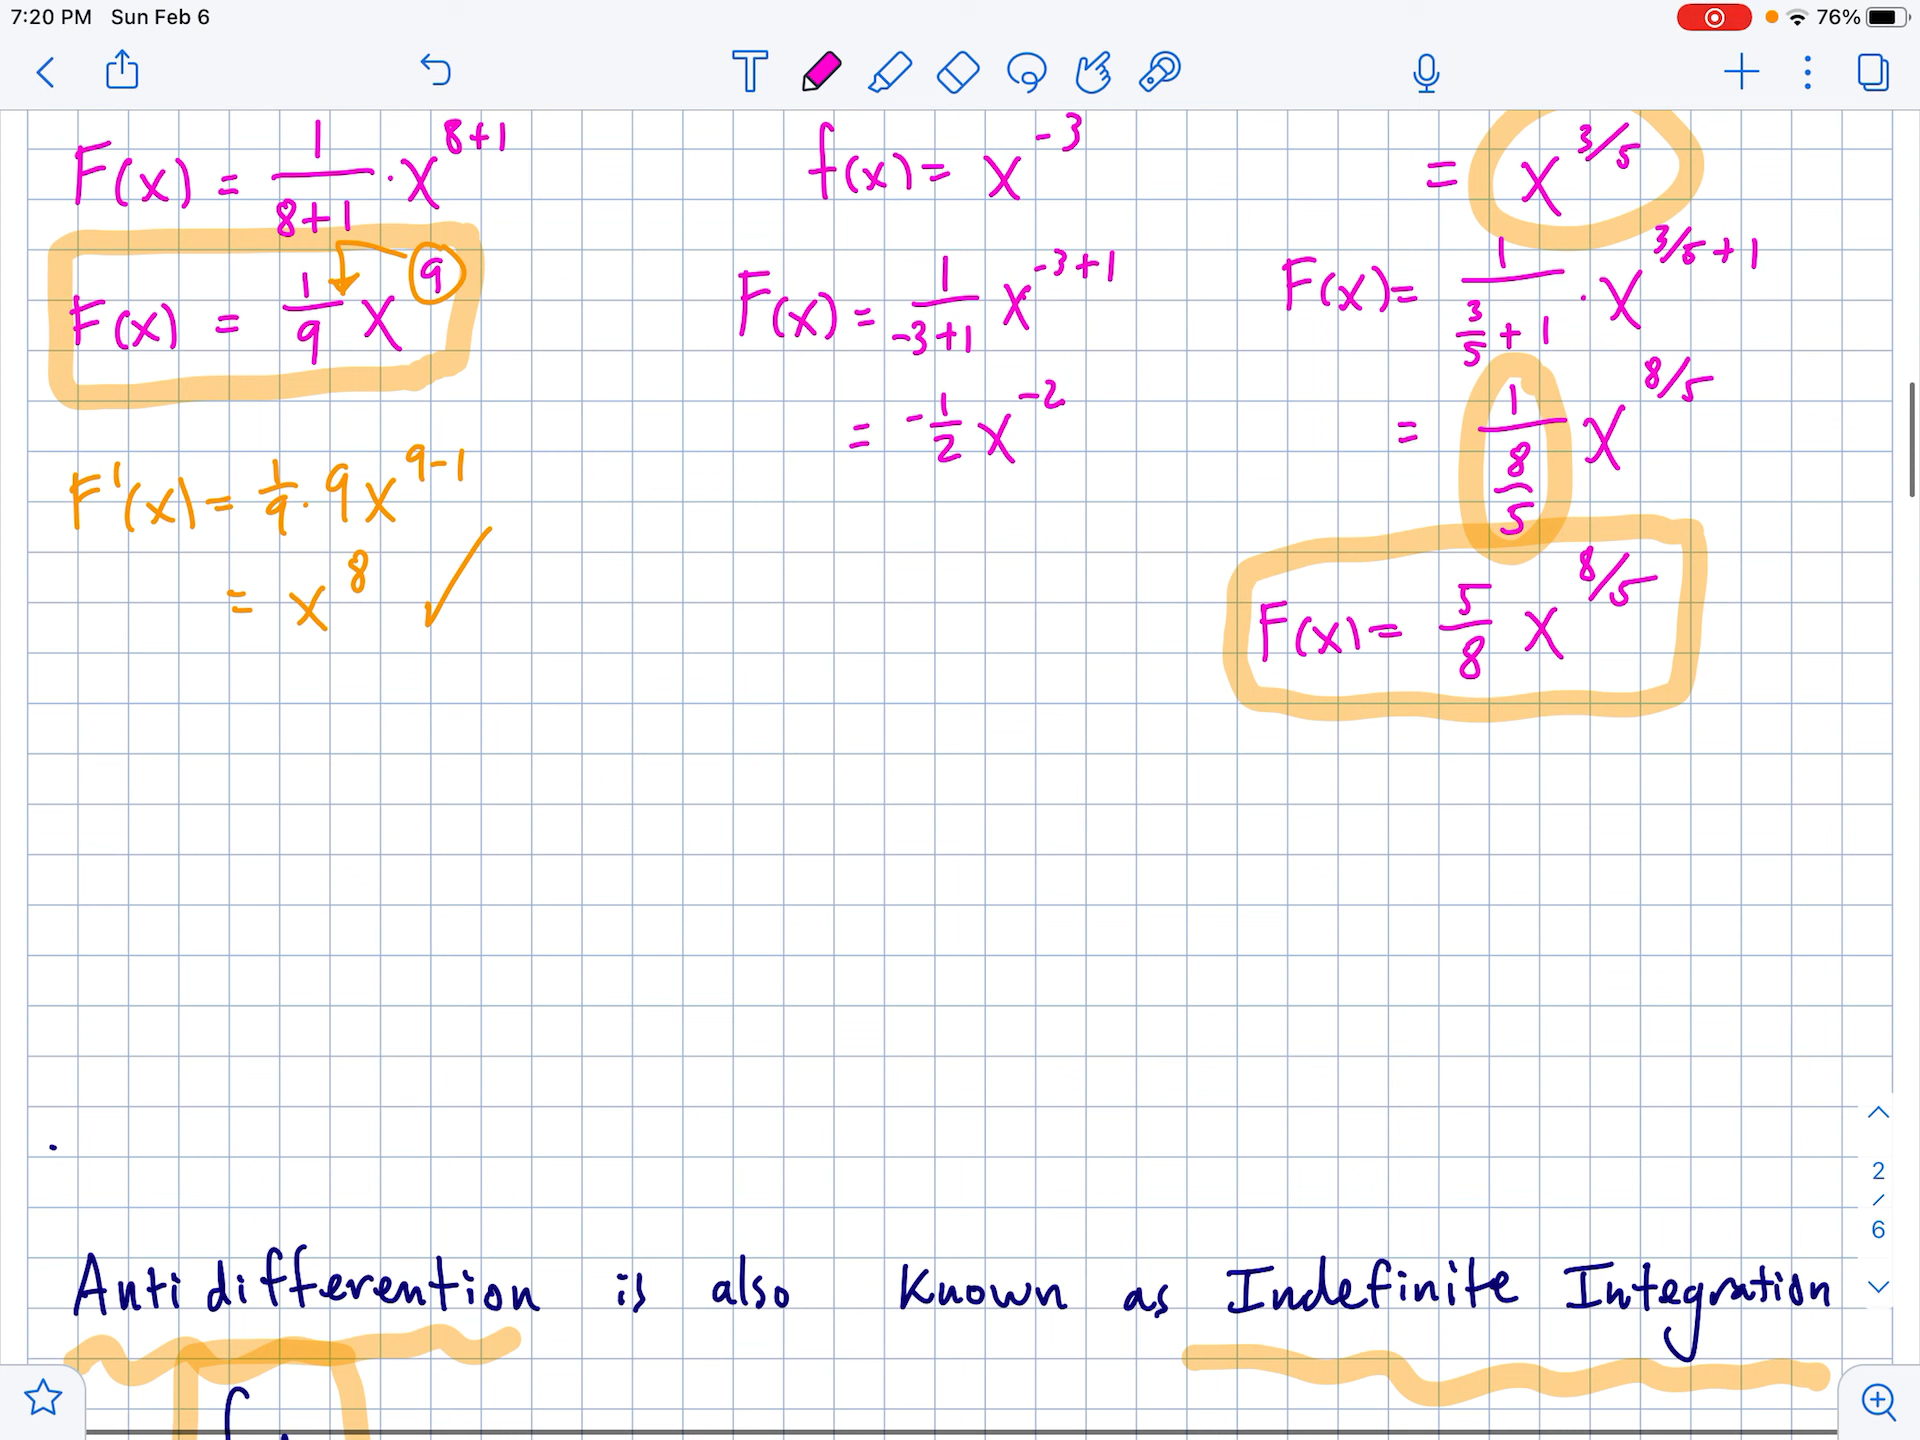 7:20 PM Sun Feb 6
76%
T
F(x) = 1/(8+1) · x^(8+1)
F(x) = 1/9 x^9
F'(x) = 1/9 · 9x^(9-1)
= x^8 ✓
f(x) = x^-3
F(x) = 1/(-3+1) x^(-3+1)
= -1/2 x^-2
= x^(3/5)
F(x) = 1/(3/5+1) · x^(3/5+1)
= 1/(8/5) x^(8/5)
F(x) = 5/8 x^(8/5)
2
/
6
Antidifferention is also known as Indefinite Integration